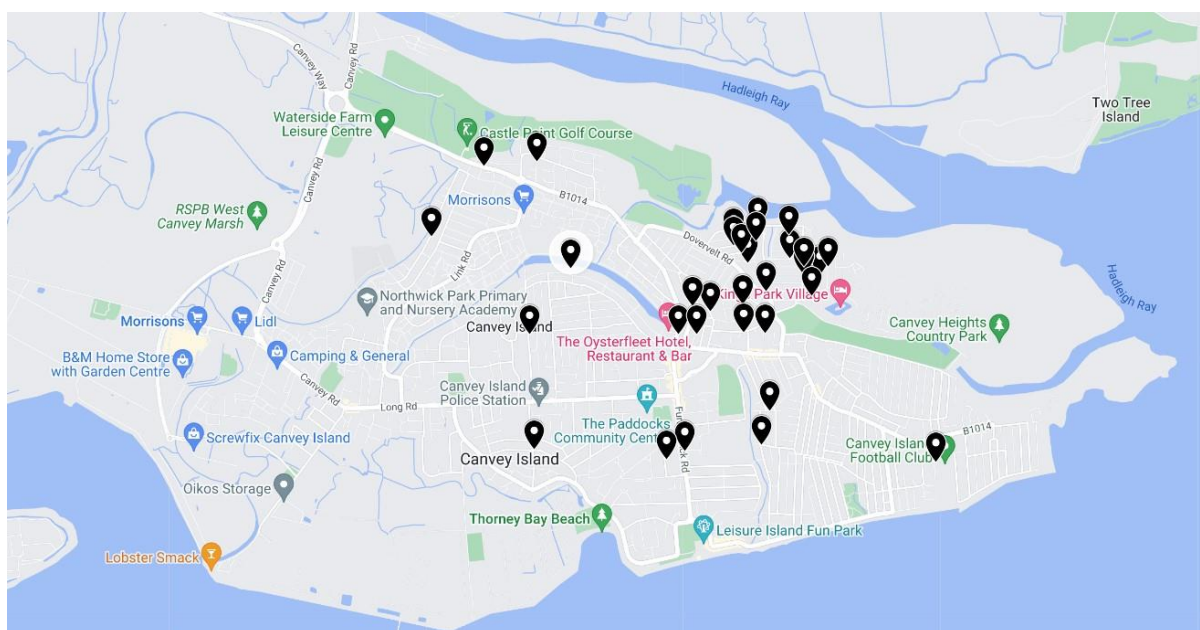 Canvey Way
Canvey Rd
Hadleigh Ray
Two Tree
Island
Waterside Farm
Leisure Centre
Castle Point Golf Course
Canvey Rd
Morrisons
B1014
RSPB West
Canvey Marsh
Dovervelt Rd
Link Rd
Canvey Rd
Hadleigh Ray
Northwick Park Primary
and Nursery Academy
Park Village
Morrisons
Lidl
Canvey Island
Canvey Heights
Country Park
The Oysterfleet Hotel,
Restaurant & Bar
B&M Home Store
with Garden Centre
Camping & General
Canvey Island
Police Station
Canvey Rd
Long Rd
The Paddocks
Community
Rd
B1014
Screwfix Canvey Island
Canvey Island
Football Club
Canvey Island
Oikos Storage
Thorney Bay Beach
Leisure Island Fun Park
Lobster Smack